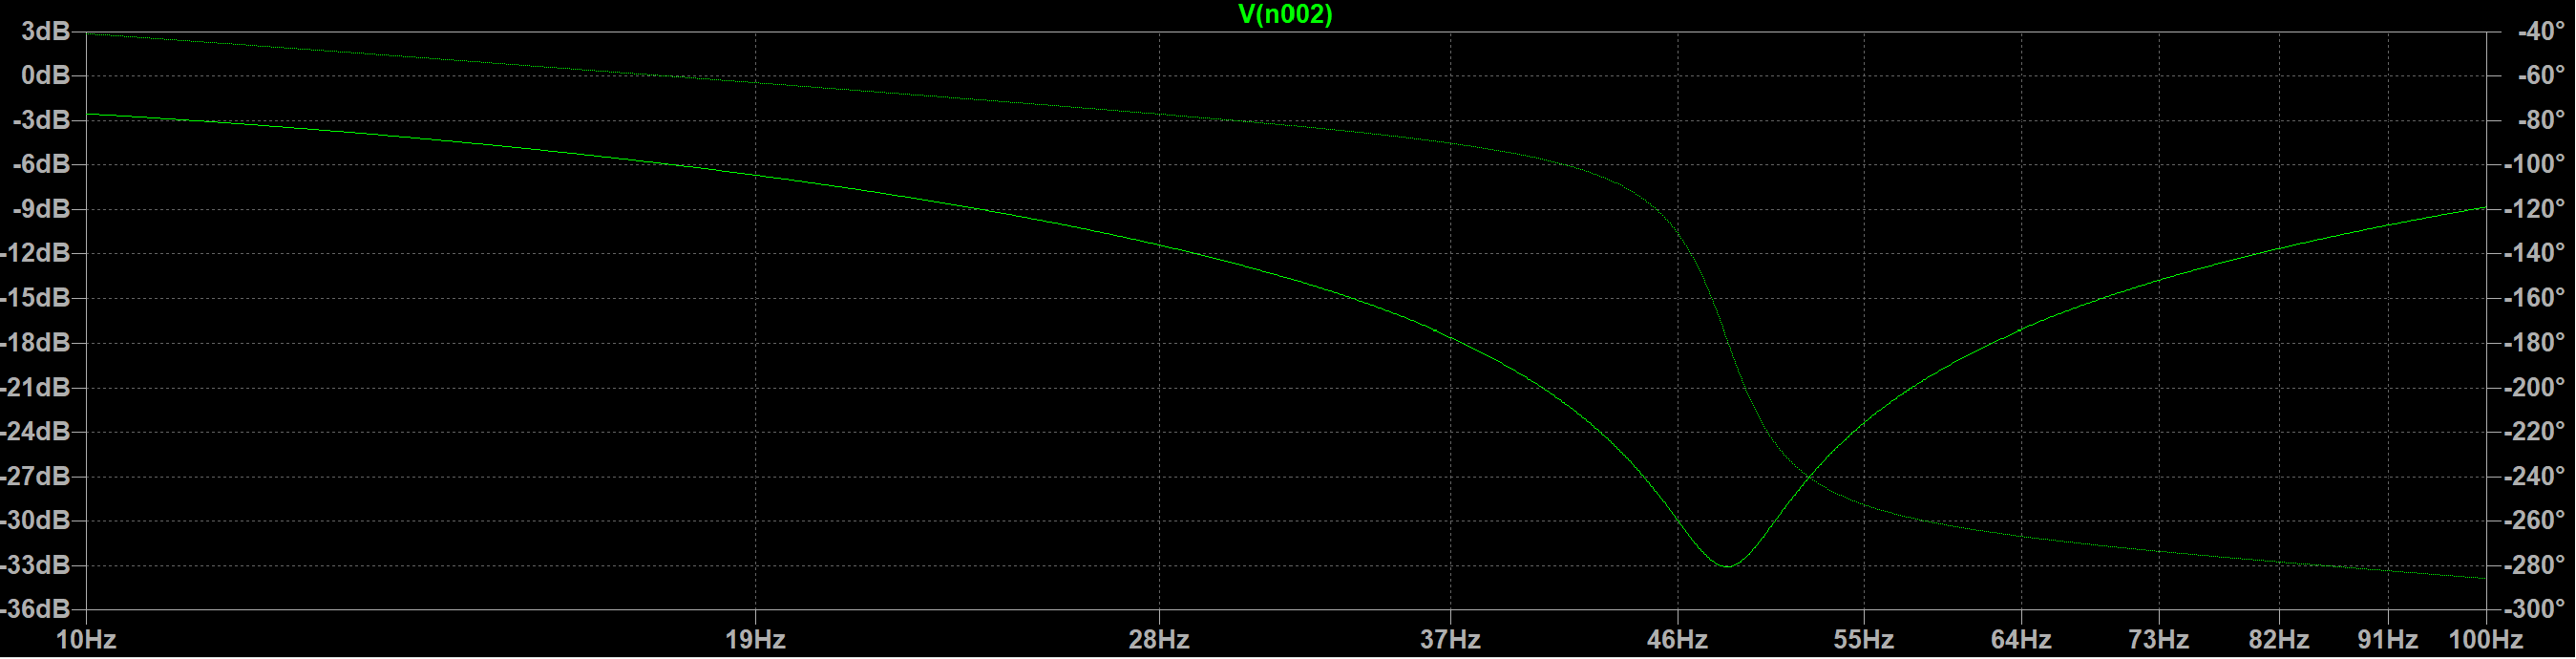 V(n002)
3dB
0dB
-3dB
-6dB
-9dB
-12dB
-15dB
-18dB
-21dB
-24dB
-27dB
-30dB
-33dB
-36dB
-40°
-60°
-80°
-100°
-120°
-140°
-160°
-180°
-200°
-220°
-240°
-260°
-280°
-300°
10Hz 19Hz 28Hz 37Hz 46Hz 55Hz 64Hz 73Hz 82Hz 91Hz 100Hz